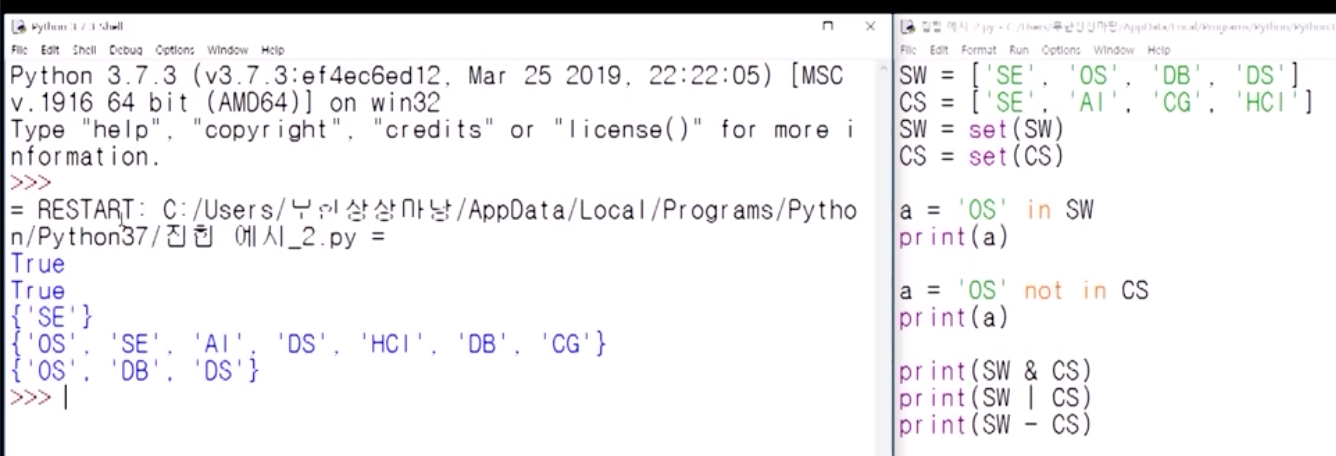 Python 3.7.3 Shell
File Edit Shell Debug Options Window Help
Python 3.7.3 (v3.7.3:ef4ec6ed12, Mar 25 2019, 22:22:05) [MSC
v.1916 64 bit (AMD64)] on win32
Type "help", "copyright", "credits" or "license()" for more i
nformation.
>>>
= RESTART: C:/Users/무한상상마당/AppData/Local/Programs/Pytho
n/Python37/집합 예시_2.py =
True
True
{'SE'}
{'OS', 'SE', 'AI', 'DS', 'HCI', 'DB', 'CG'}
{'OS', 'DB', 'DS'}
>>>
집합 예시_2.py - C:/Users/무한상상마당/AppData/Local/Programs/Python/Python3
File Edit Format Run Options Window Help
SW = ['SE', 'OS', 'DB', 'DS']
CS = ['SE', 'AI', 'CG', 'HCI']
SW = set(SW)
CS = set(CS)
a = 'OS' in SW
print(a)
a = 'OS' not in CS
print(a)
print(SW & CS)
print(SW | CS)
print(SW - CS)